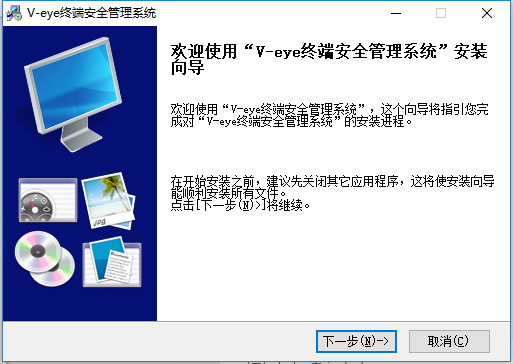 V-eye终端安全管理系统
欢迎使用“V-eye终端安全管理系统”安装
向导
欢迎使用“V-eye终端安全管理系统”，这个向导将指引您完
成对“V-eye终端安全管理系统”的安装进程。
在开始安装之前，建议先关闭其它应用程序，这将使安装向导
能顺利安装所有文件。
点击[下一步(N)>]将继续。
.JPG
Documents
下一步(N)->
取消(C)